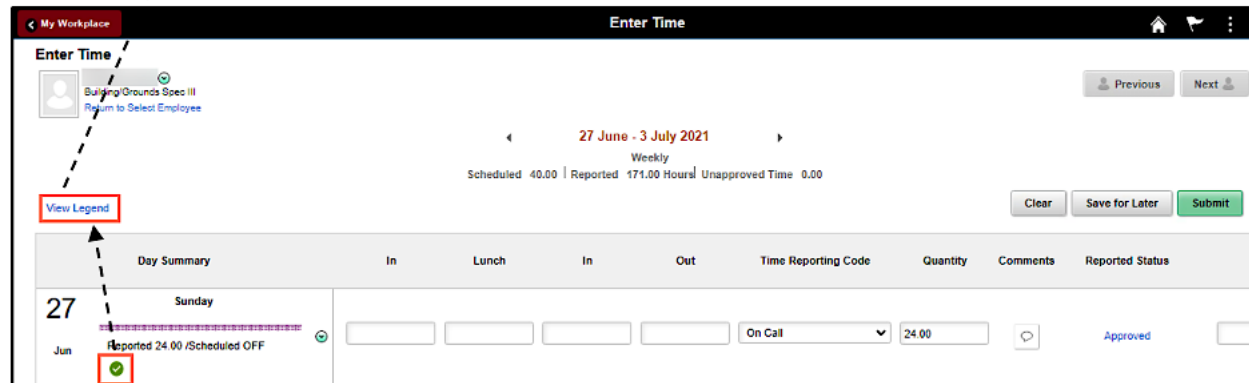 My Workplace
Enter Time
Enter Time
Building/Grounds Spec III
Return to Select Employee
Previous
Next
27 June - 3 July 2021
Weekly
Scheduled 40.00 | Reported 171.00 Hours| Unapproved Time 0.00
View Legend
Clear
Save for Later
Submit
Day Summary
In
Lunch
In
Out
Time Reporting Code
Quantity
Comments
Reported Status
27
Jun
Sunday
Reported 24.00 /Scheduled OFF
On Call
24.00
Approved